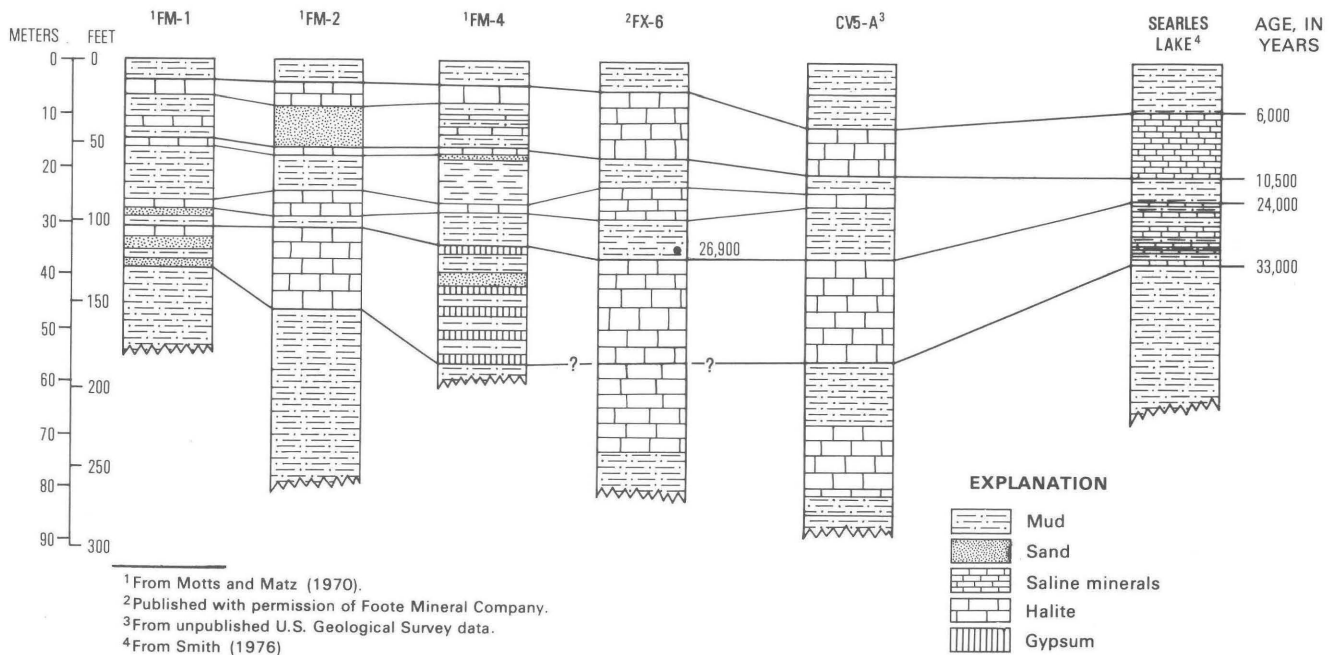 ¹FM-1 ¹FM-2 ¹FM-4 ²FX-6 CV5-A³ SEARLES LAKE⁴ AGE, IN YEARS
METERS FEET
0 0
10
50
20
30 100
40
150
50
60 200
70
250
80
90 300
6,000
10,500
24,000
26,900
33,000
? ?
EXPLANATION
Mud
Sand
Saline minerals
Halite
Gypsum
¹From Motts and Matz (1970).
²Published with permission of Foote Mineral Company.
³From unpublished U.S. Geological Survey data.
⁴From Smith (1976)